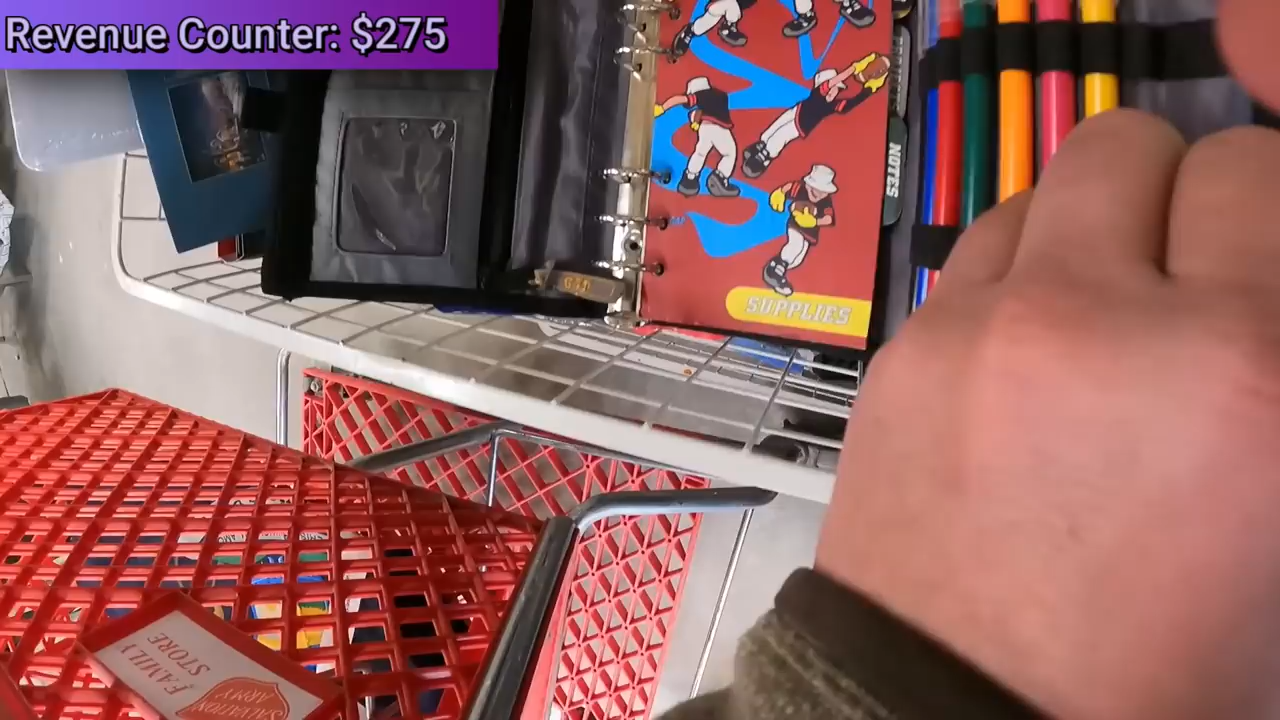 Revenue Counter: $275
NOTES
SUPPLIES
FAMILY
STORE
SALVATION
ARMY